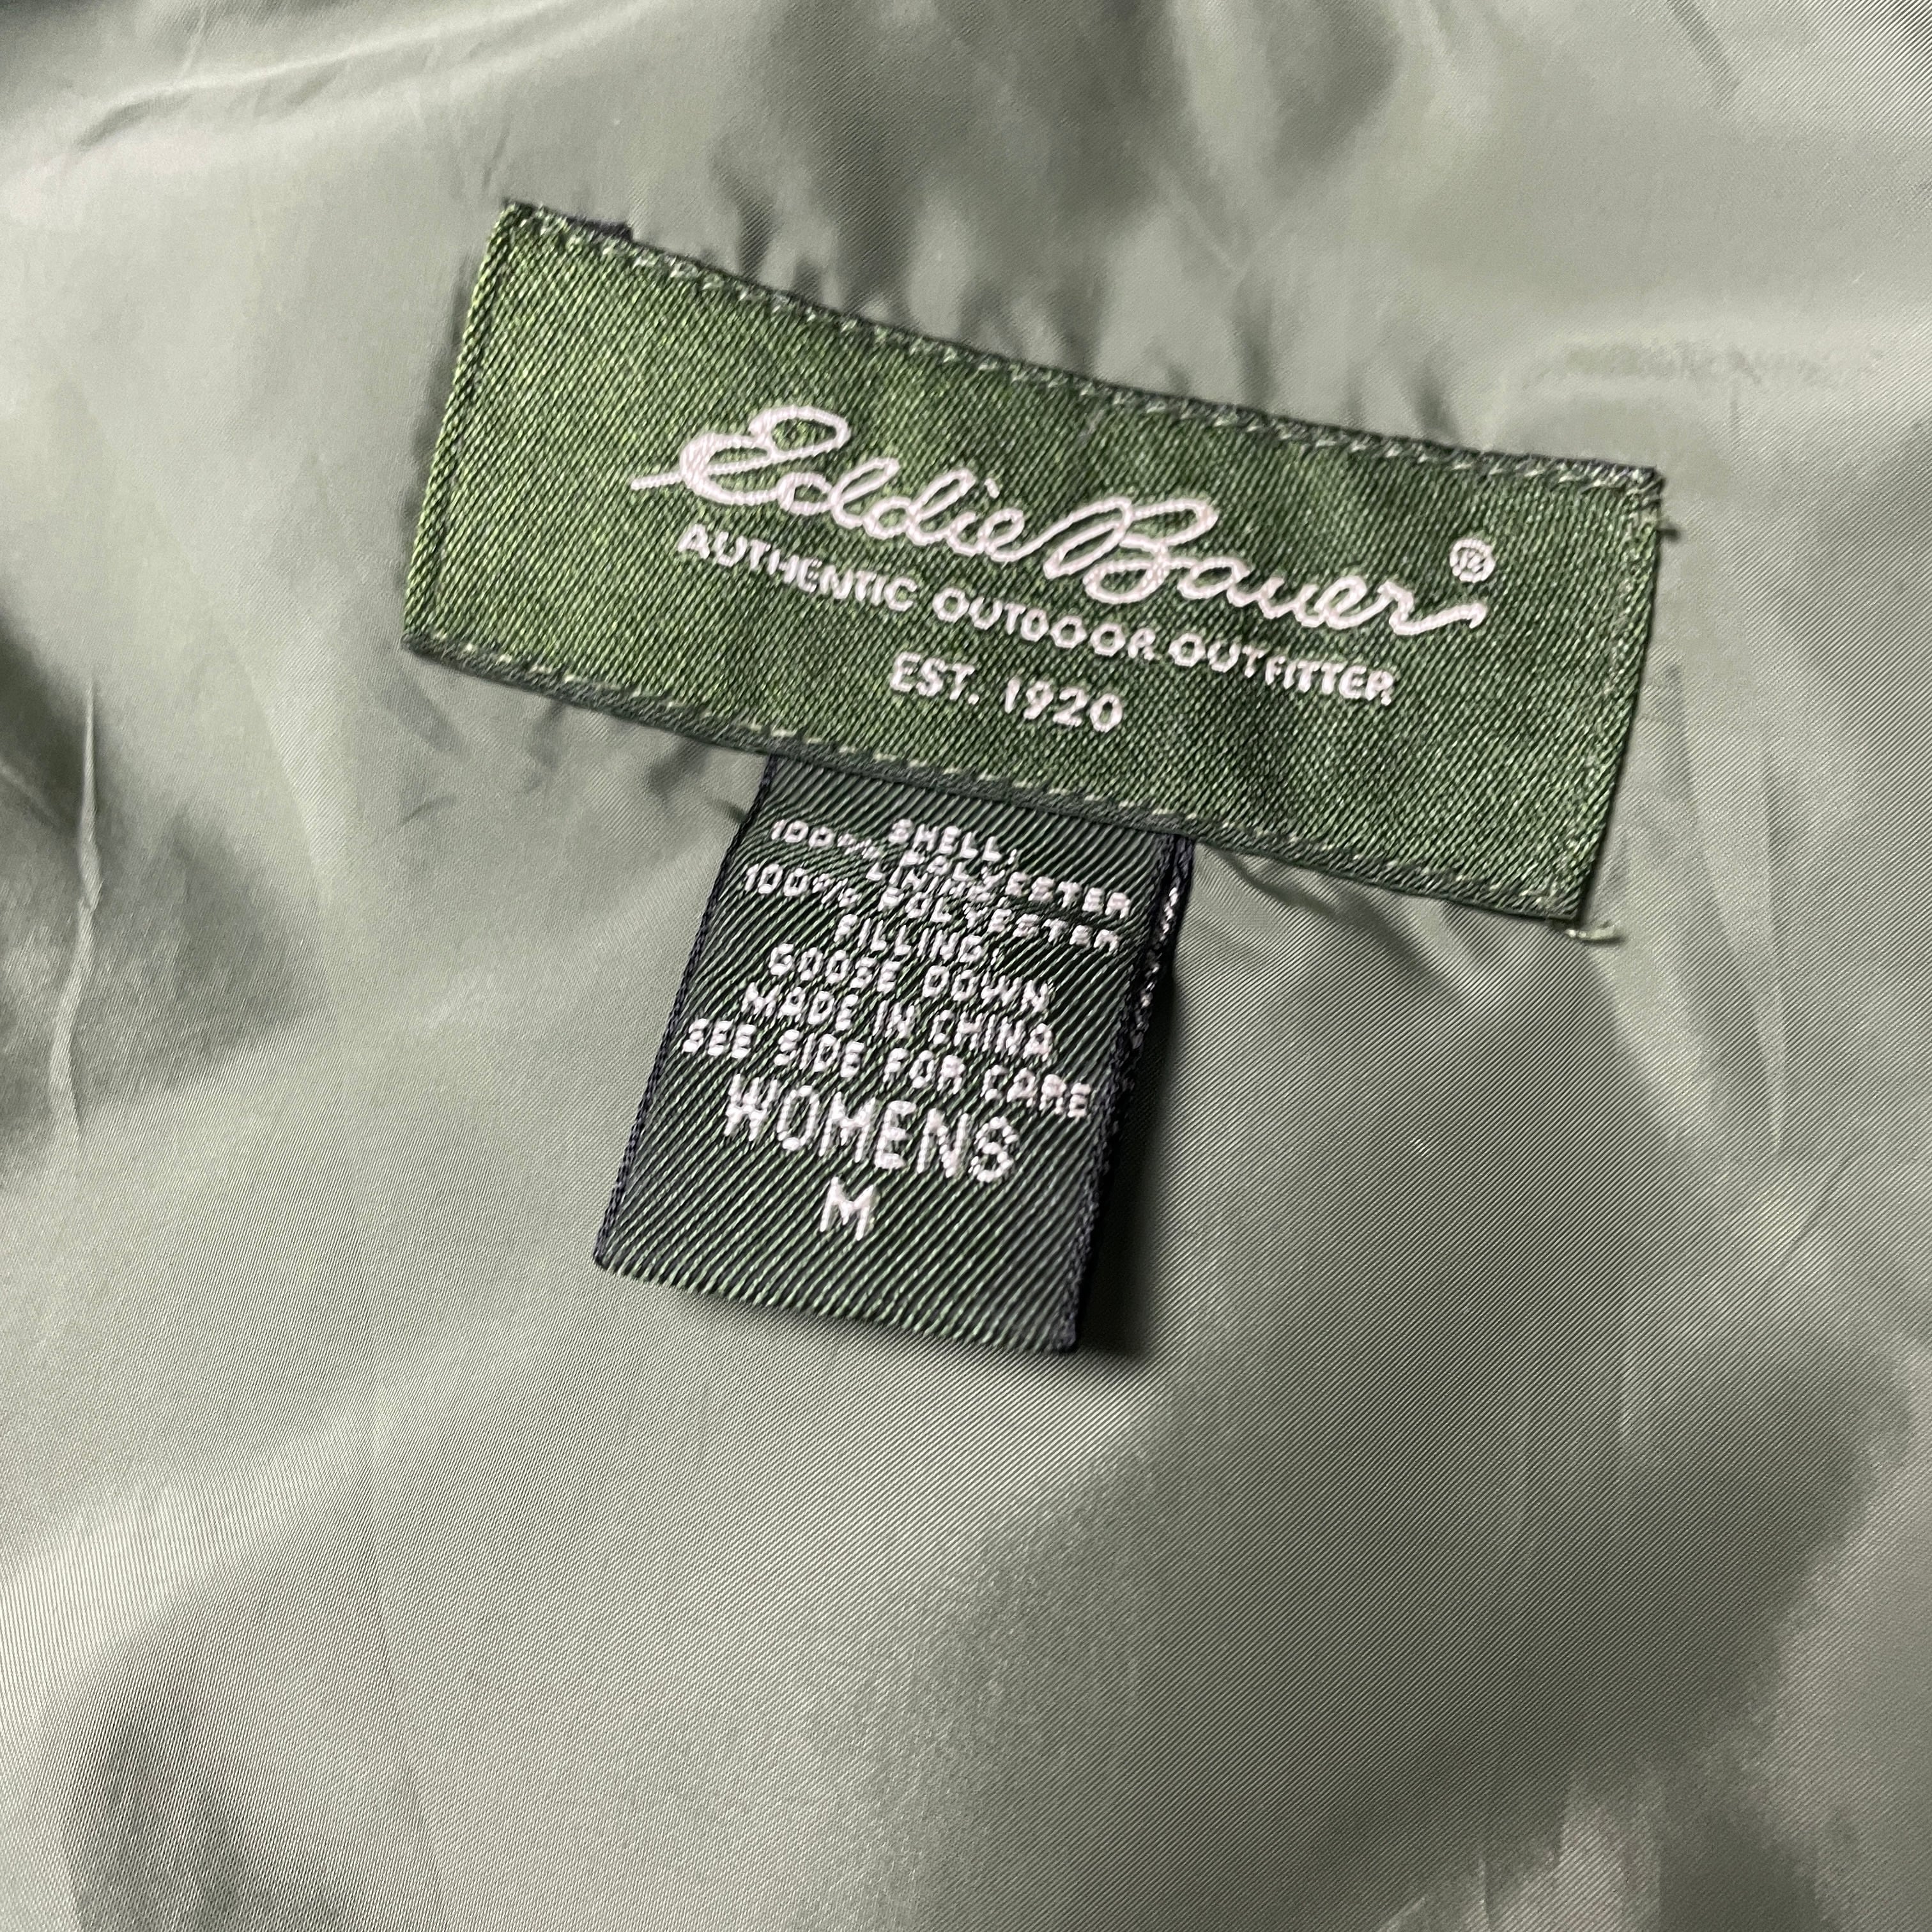 Eddie Bauer®
AUTHENTIC OUTDOOR OUTFITTER
EST. 1920
SHELL:
100% POLYESTER
LINING:
100% POLYESTER
FILLING:
GOOSE DOWN
MADE IN CHINA
SEE SIDE FOR CARE
WOMENS
M